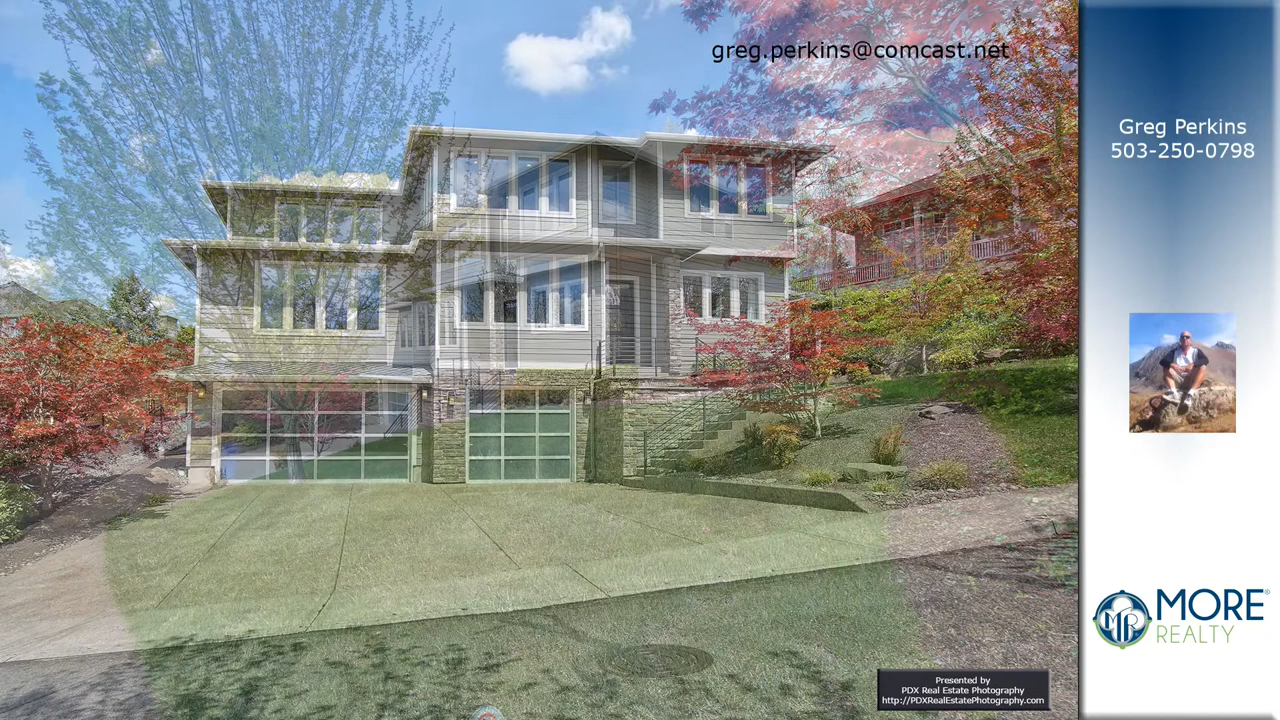 greg.perkins@comcast.net
Greg Perkins
503-250-0798
MR
MORE®
REALTY
Presented by
PDX Real Estate Photography
http://PDXRealEstatePhotography.com